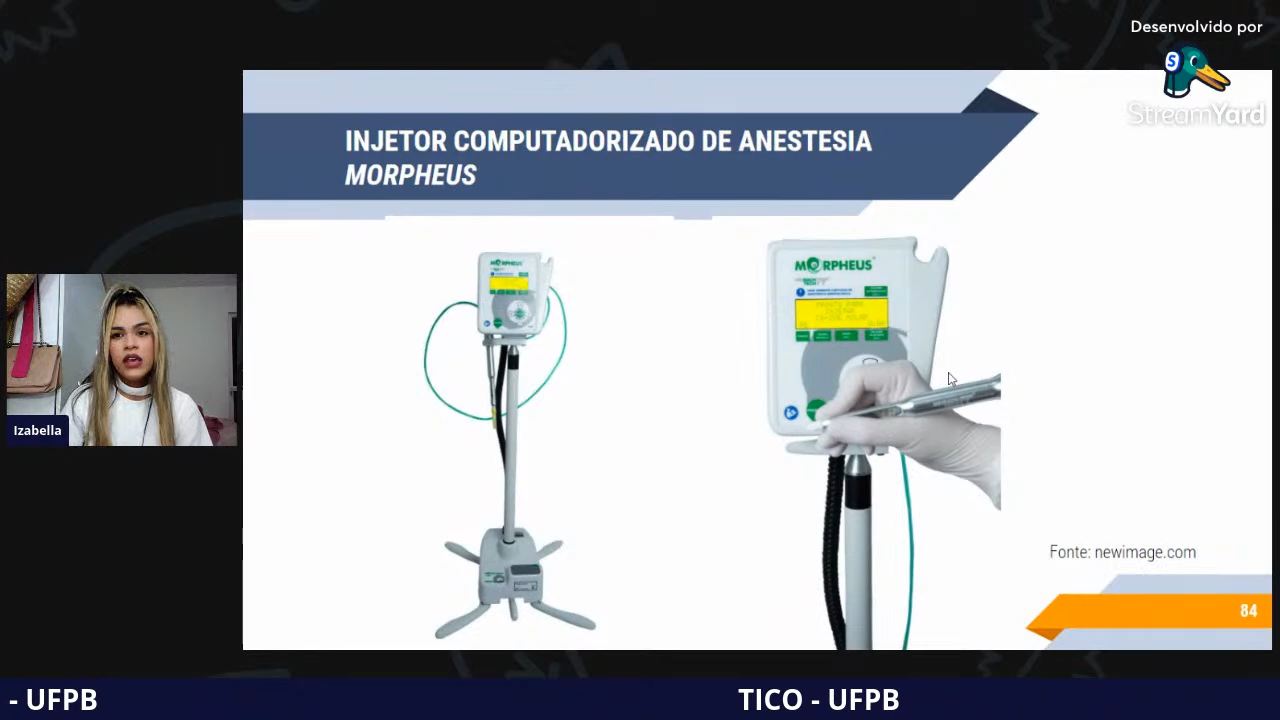 Desenvolvido por
StreamYard
INJETOR COMPUTADORIZADO DE ANESTESIA
MORPHEUS
MORPHEUS
MORPHEUS
Izabella
Fonte: newimage.com
84
- UFPB
TICO - UFPB